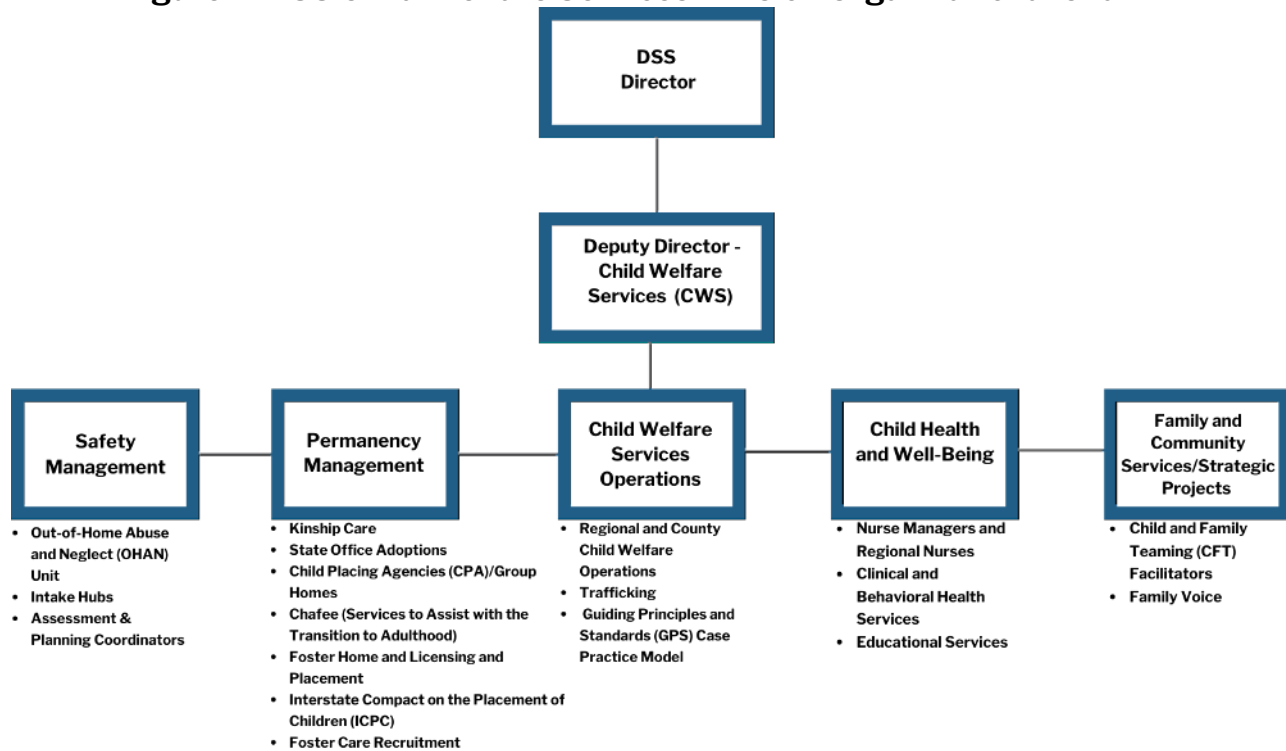 DSS
Director
Deputy Director -
Child Welfare
Services (CWS)
Safety
Management
Permanency
Management
Child Welfare
Services
Operations
Child Health
and Well-Being
Family and
Community
Services/Strategic
Projects
• Out-of-Home Abuse
and Neglect (OHAN)
Unit
• Intake Hubs
• Assessment &
Planning Coordinators
• Kinship Care
• State Office Adoptions
• Child Placing Agencies (CPA)/Group
Homes
• Chafee (Services to Assist with the
Transition to Adulthood)
• Foster Home and Licensing and
Placement
• Interstate Compact on the Placement of
Children (ICPC)
• Foster Care Recruitment
• Regional and County
Child Welfare
Operations
• Trafficking
• Guiding Principles and
Standards (GPS) Case
Practice Model
• Nurse Managers and
Regional Nurses
• Clinical and
Behavioral Health
Services
• Educational Services
• Child and Family
Teaming (CFT)
Facilitators
• Family Voice